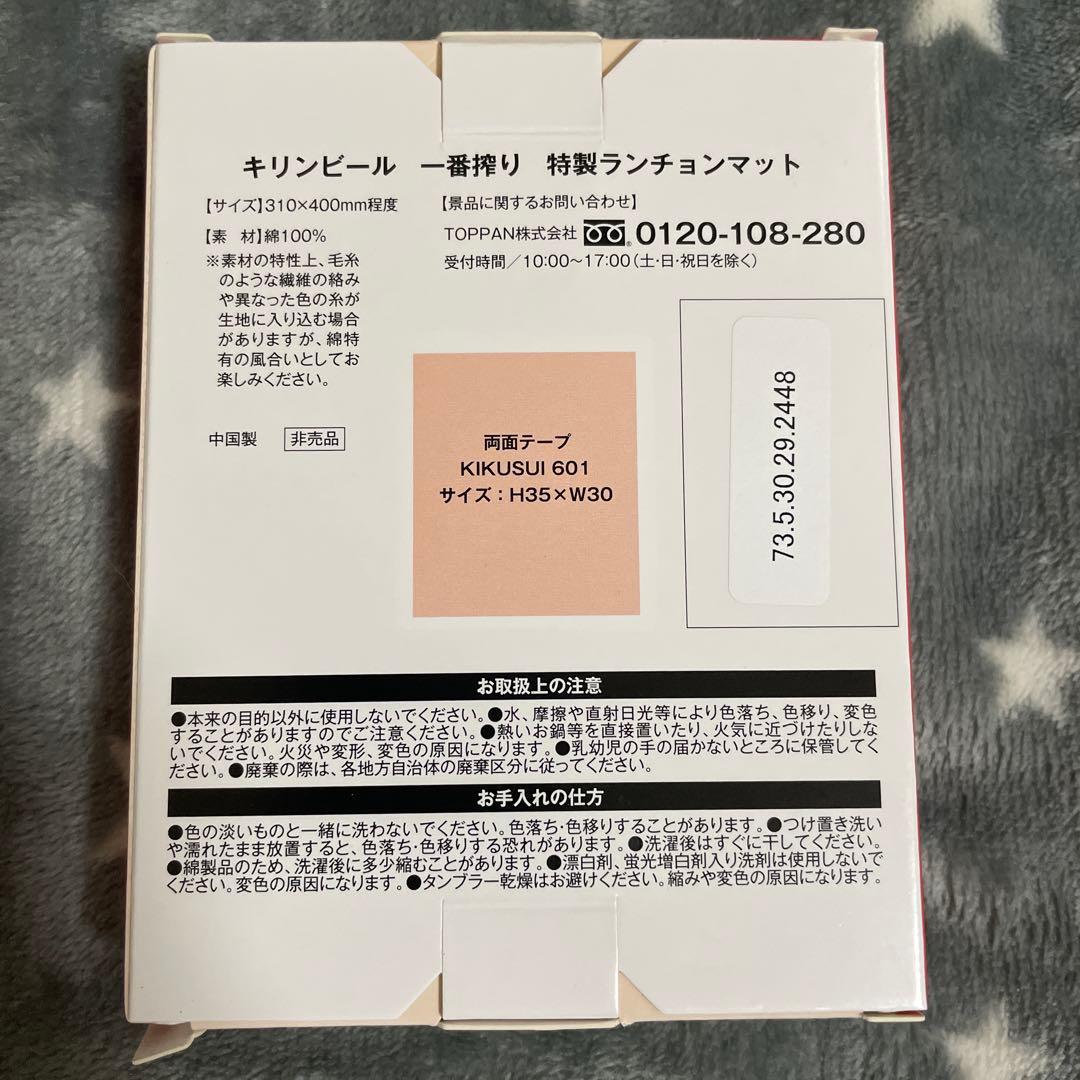 キリンビール　一番搾り　特製ランチョンマット
【サイズ】310×400mm程度
【素　材】綿100%
※素材の特性上、毛糸
のような繊維の絡み
や異なった色の糸が
生地に入り込む場合
がありますが、綿特
有の風合いとしてお
楽しみください。
中国製　非売品
【景品に関するお問い合わせ】
TOPPAN株式会社 0120-108-280
受付時間／10:00〜17:00（土・日・祝日を除く）
両面テープ
KIKUSUI 601
サイズ：H35×W30
73.5.30.29.2448
お取扱上の注意
●本来の目的以外に使用しないでください。●水、摩擦や直射日光等により色落ち、色移り、変色
することがありますのでご注意ください。●熱いお鍋等を直接置いたり、火気に近づけたりしな
いでください。火災や変形、変色の原因になります。●乳幼児の手の届かないところに保管してく
ださい。●廃棄の際は、各地方自治体の廃棄区分に従ってください。
お手入れの仕方
●色の淡いものと一緒に洗わないでください。色落ち・色移りすることがあります。●つけ置き洗い
や濡れたまま放置すると、色落ち・色移りする恐れがあります。●洗濯後はすぐに干してください。
●綿製品のため、洗濯後に多少縮むことがあります。●漂白剤、蛍光増白剤入り洗剤は使用しないで
ください。変色の原因になります。●タンブラー乾燥はお避けください。縮みや変色の原因になります。